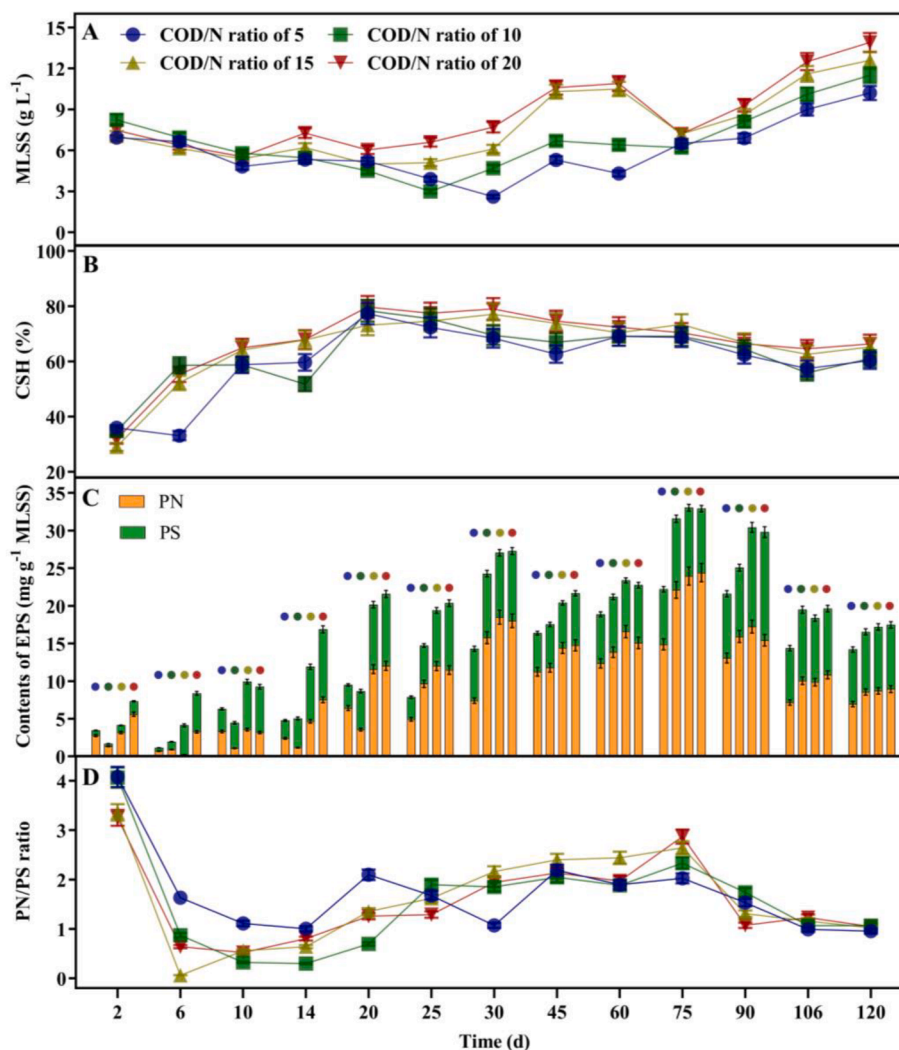 A
COD/N ratio of 5
COD/N ratio of 10
COD/N ratio of 15
COD/N ratio of 20
MLSS (g L-1)
15
12
9
6
3
0
B
CSH (%)
100
80
60
40
20
C
PN
PS
Contents of EPS (mg g-1 MLSS)
35
30
25
20
15
10
5
0
D
PN/PS ratio
4
3
2
1
0
2 6 10 14 20 25 30 45 60 75 90 106 120
Time (d)